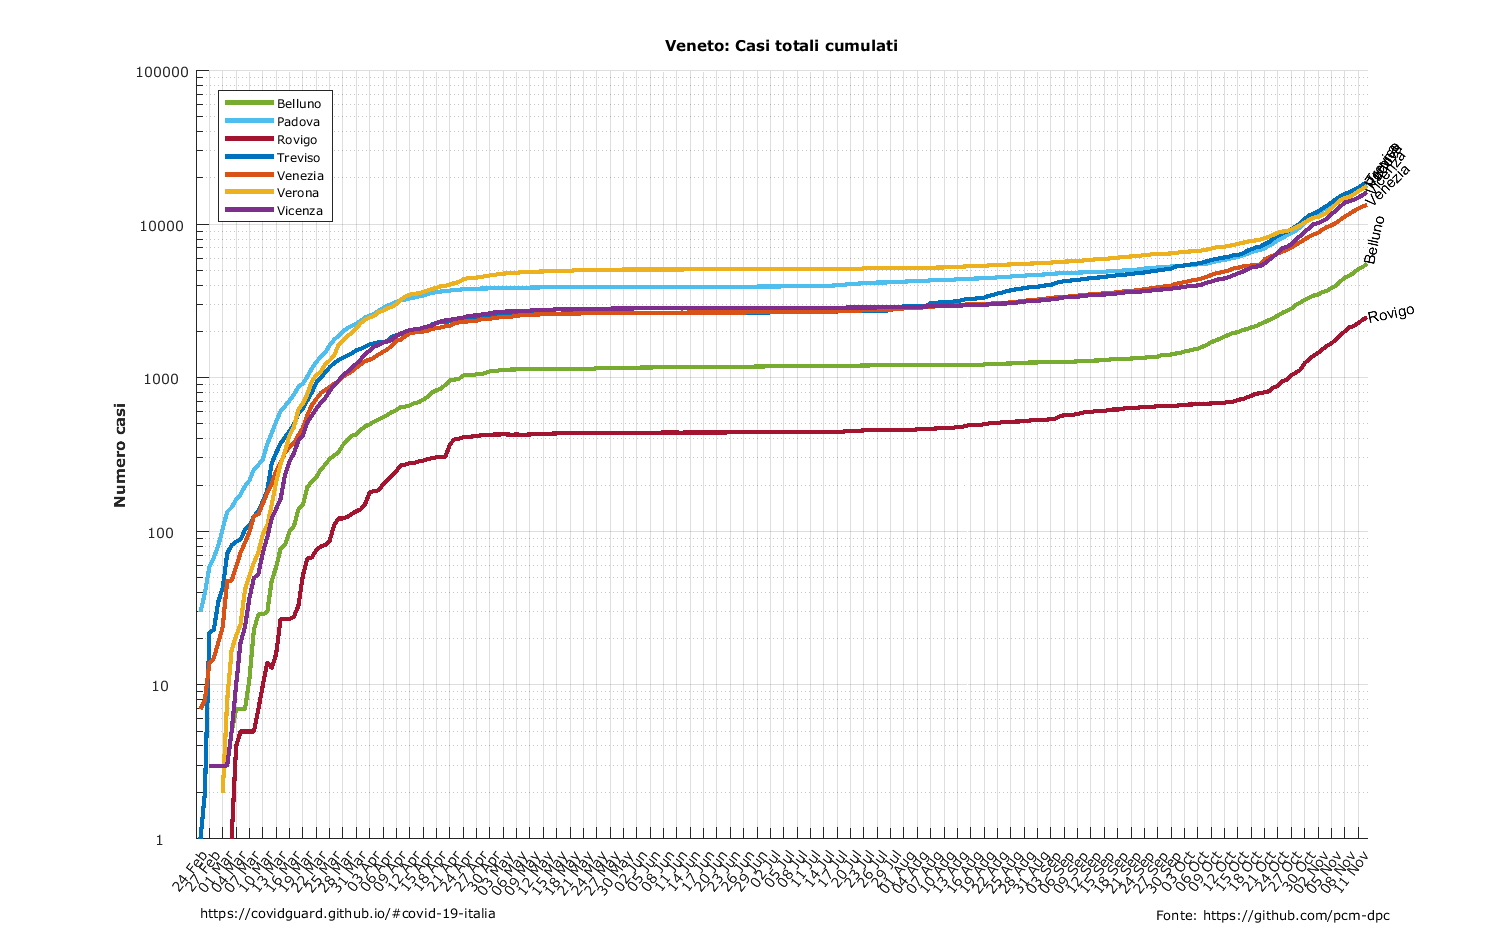 Veneto: Casi totali cumulati
100000
10000
1000
100
10
1
Numero casi
Belluno
Padova
Rovigo
Treviso
Venezia
Verona
Vicenza
Treviso
Vicenza
Venezia
Belluno
Rovigo
24 Feb
27 Feb
01 Mar
04 Mar
07 Mar
10 Mar
13 Mar
16 Mar
19 Mar
22 Mar
25 Mar
28 Mar
31 Mar
03 Apr
06 Apr
09 Apr
12 Apr
15 Apr
18 Apr
21 Apr
24 Apr
27 Apr
30 Apr
03 May
06 May
09 May
12 May
15 May
18 May
21 May
24 May
27 May
30 May
02 Jun
05 Jun
08 Jun
11 Jun
14 Jun
17 Jun
20 Jun
23 Jun
26 Jun
29 Jun
02 Jul
05 Jul
08 Jul
11 Jul
14 Jul
17 Jul
20 Jul
23 Jul
26 Jul
29 Jul
01 Aug
04 Aug
07 Aug
10 Aug
13 Aug
16 Aug
19 Aug
22 Aug
25 Aug
28 Aug
31 Aug
03 Sep
06 Sep
09 Sep
12 Sep
15 Sep
18 Sep
21 Sep
24 Sep
27 Sep
30 Sep
03 Oct
06 Oct
09 Oct
12 Oct
15 Oct
18 Oct
21 Oct
24 Oct
27 Oct
30 Oct
02 Nov
05 Nov
08 Nov
11 Nov
https://covidguard.github.io/#covid-19-italia
Fonte: https://github.com/pcm-dpc